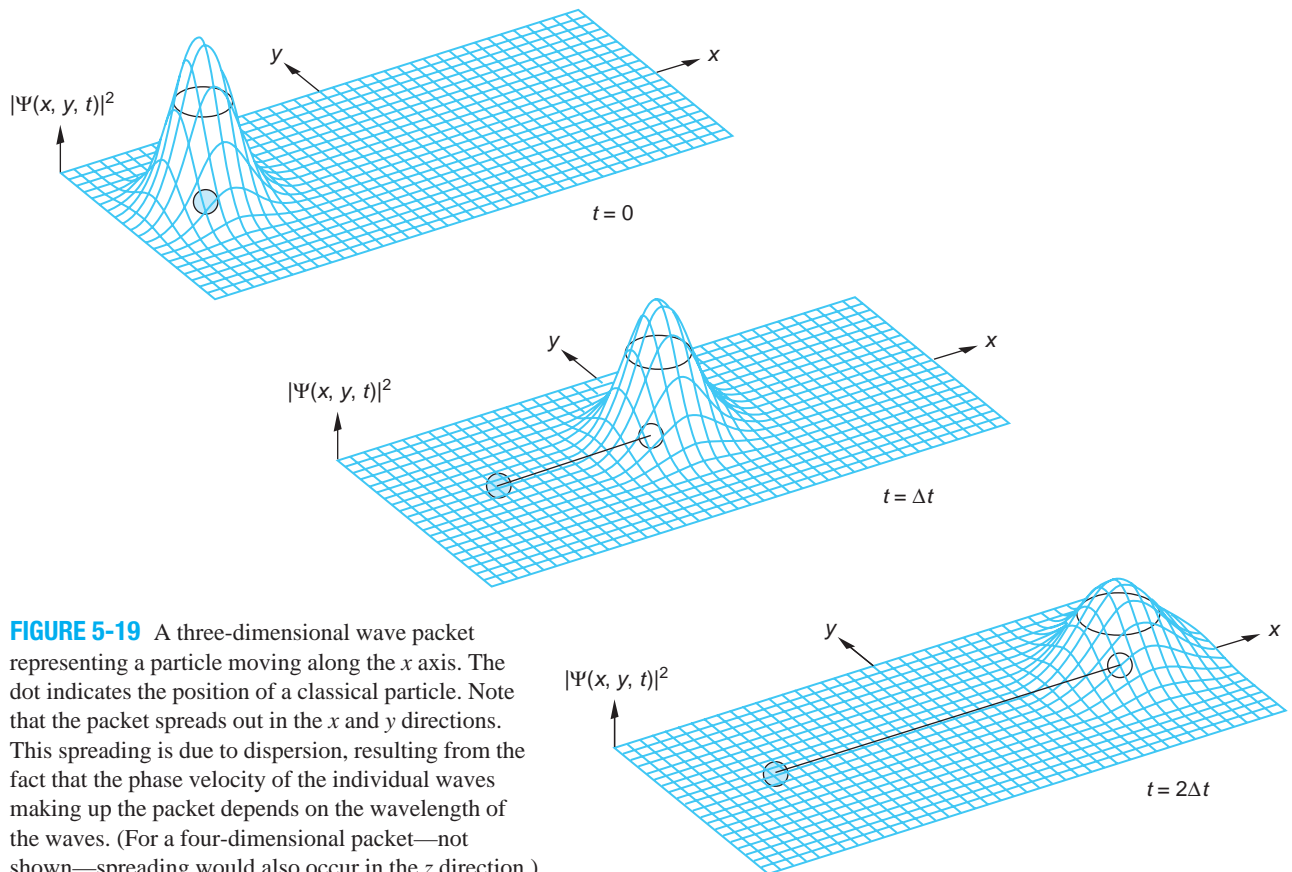 y
x
|Ψ(x, y, t)|²
t = 0
y
x
|Ψ(x, y, t)|²
t = Δt
FIGURE 5-19 A three-dimensional wave packet
representing a particle moving along the x axis. The
dot indicates the position of a classical particle. Note
that the packet spreads out in the x and y directions.
This spreading is due to dispersion, resulting from the
fact that the phase velocity of the individual waves
making up the packet depends on the wavelength of
the waves. (For a four-dimensional packet—not
shown—spreading would also occur in the z direction.)
y
x
|Ψ(x, y, t)|²
t = 2Δt